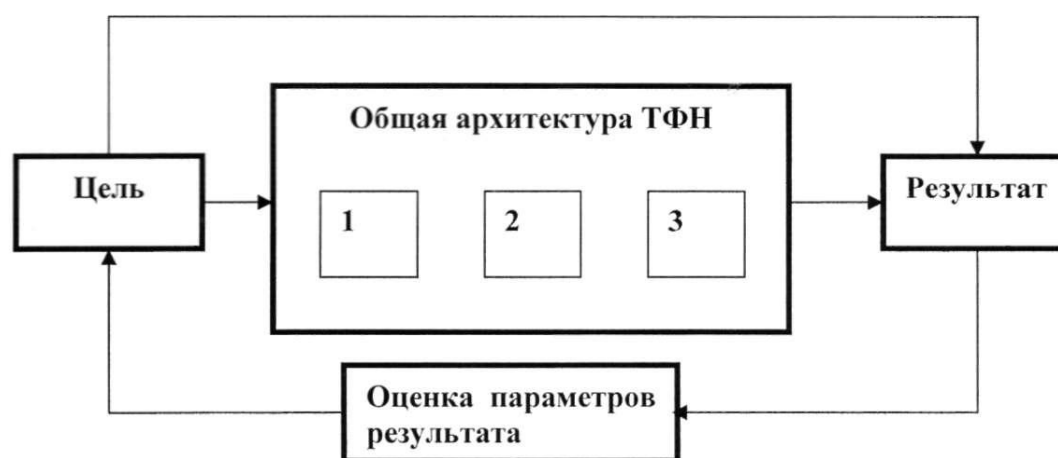 Общая архитектура ТФН
Цель
Результат
1
2
3
Оценка параметров
результата